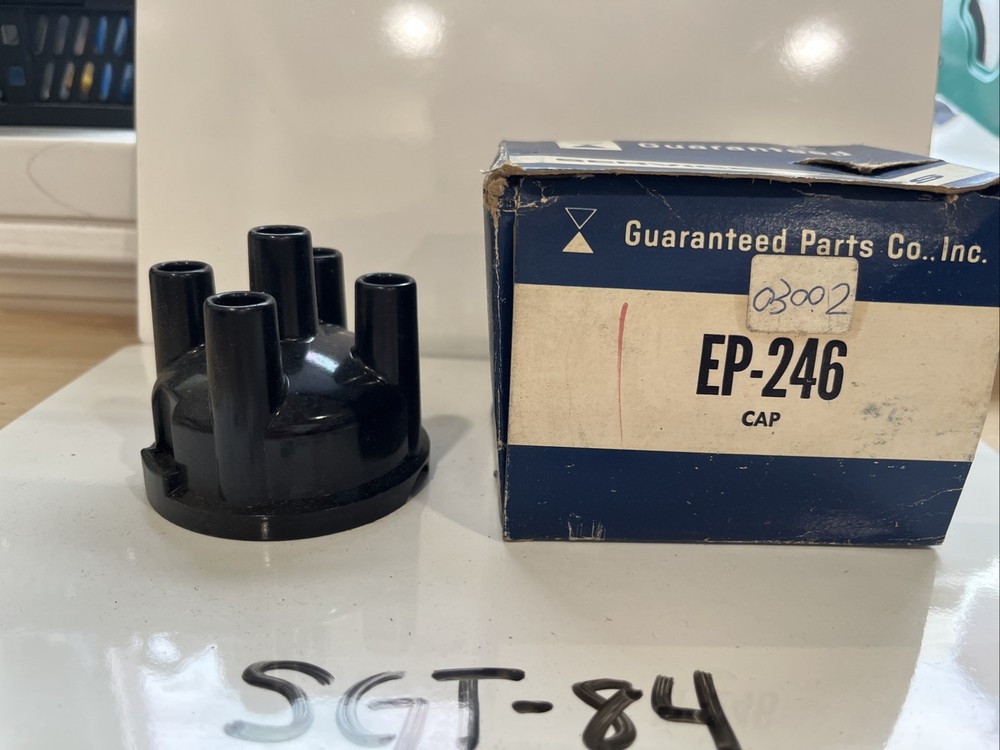 Guaranteed
Guaranteed Parts Co., Inc.
03002
EP-246
CAP
SGT-84